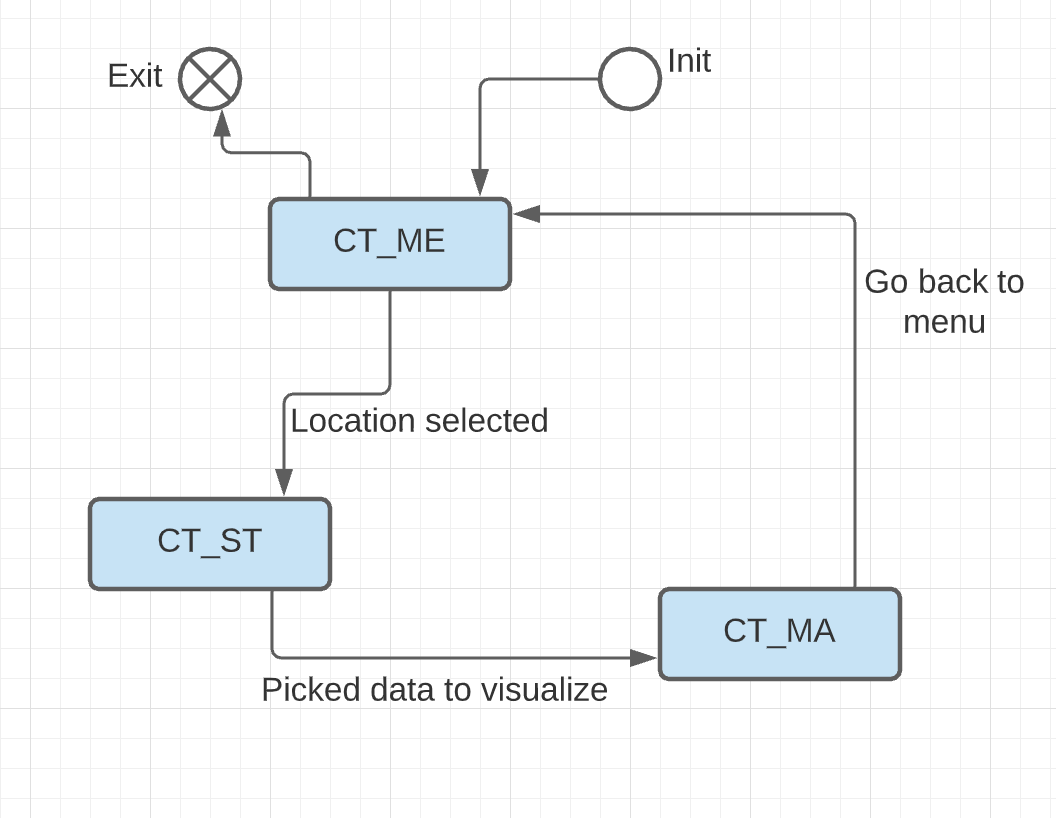 Exit
Init
CT_ME
Go back to
menu
Location selected
CT_ST
CT_MA
Picked data to visualize